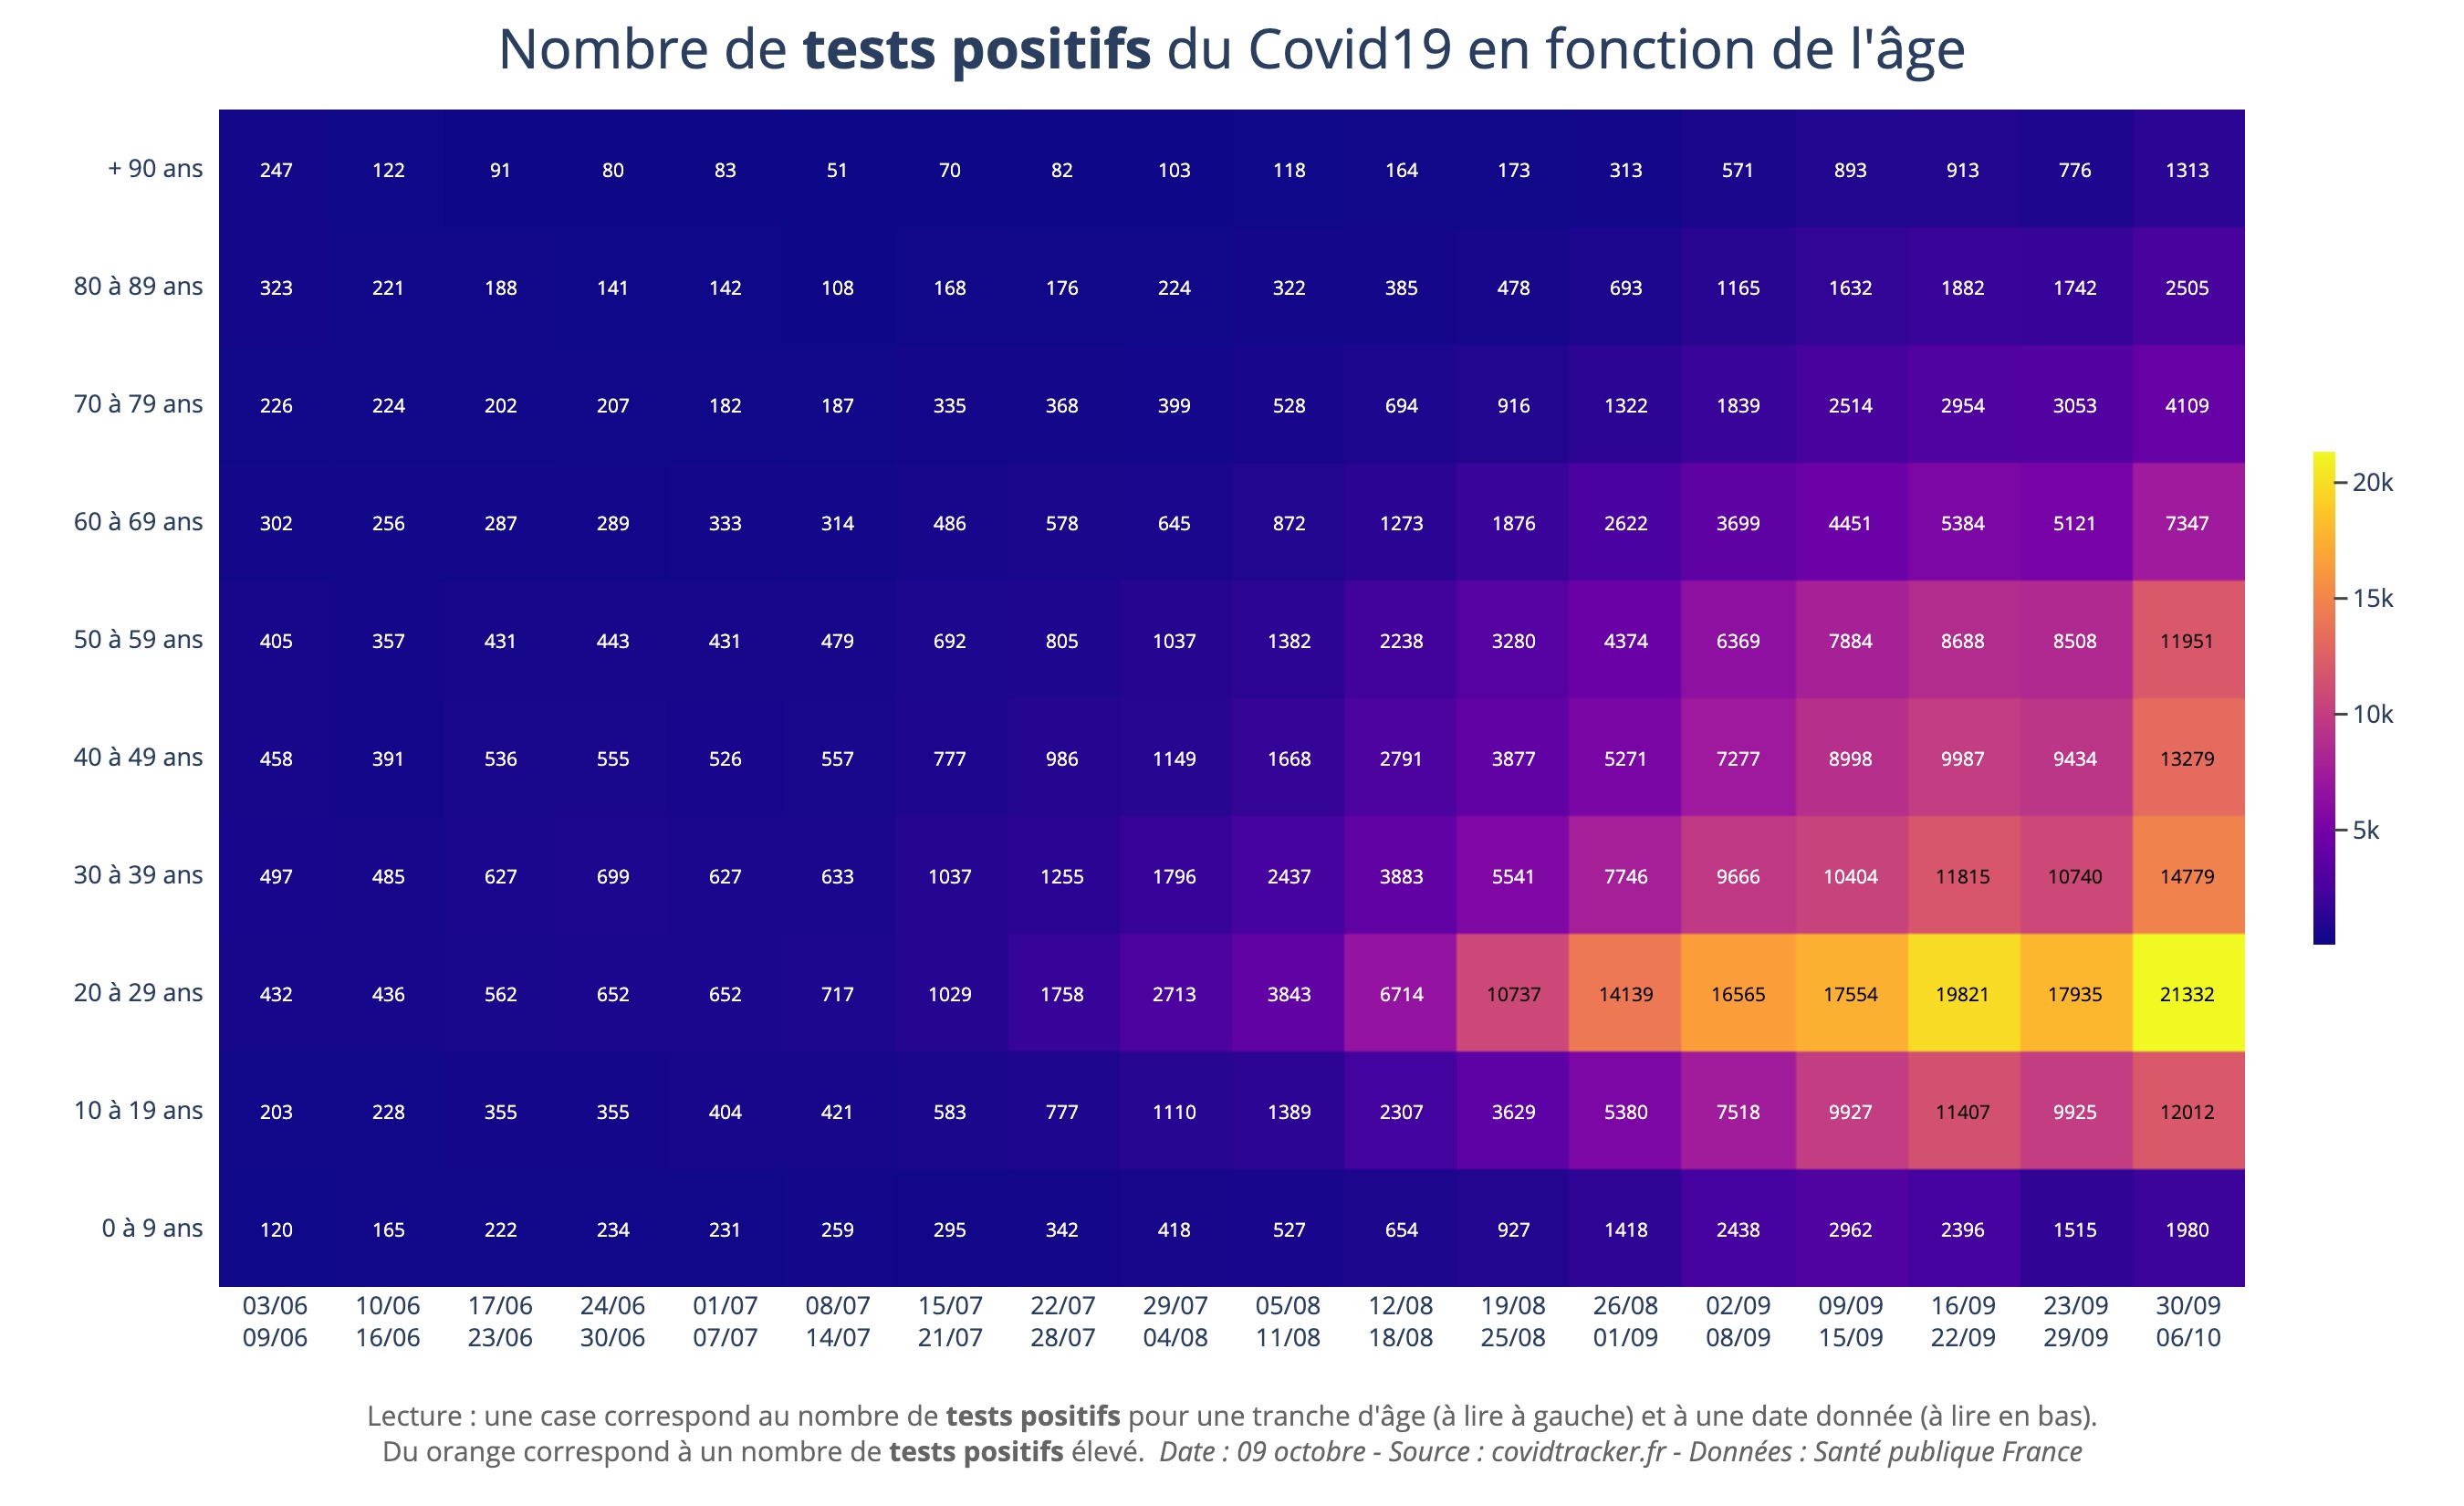 Nombre de tests positifs du Covid19 en fonction de l'âge
+ 90 ans 247 122 91 80 83 51 70 82 103 118 164 173 313 571 893 913 776 1313
80 à 89 ans 323 221 188 141 142 108 168 176 224 322 385 478 693 1165 1632 1882 1742 2505
70 à 79 ans 226 224 202 207 182 187 335 368 399 528 694 916 1322 1839 2514 2954 3053 4109
60 à 69 ans 302 256 287 289 333 314 486 578 645 872 1273 1876 2622 3699 4451 5384 5121 7347
50 à 59 ans 405 357 431 443 431 479 692 805 1037 1382 2238 3280 4374 6369 7884 8688 8508 11951
40 à 49 ans 458 391 536 555 526 557 777 986 1149 1668 2791 3877 5271 7277 8998 9987 9434 13279
30 à 39 ans 497 485 627 699 627 633 1037 1255 1796 2437 3883 5541 7746 9666 10404 11815 10740 14779
20 à 29 ans 432 436 562 652 652 717 1029 1758 2713 3843 6714 10737 14139 16565 17554 19821 17935 21332
10 à 19 ans 203 228 355 355 404 421 583 777 1110 1389 2307 3629 5380 7518 9927 11407 9925 12012
0 à 9 ans 120 165 222 234 231 259 295 342 418 527 654 927 1418 2438 2962 2396 1515 1980
03/06 10/06 17/06 24/06 01/07 08/07 15/07 22/07 29/07 05/08 12/08 19/08 26/08 02/09 09/09 16/09 23/09 30/09
09/06 16/06 23/06 30/06 07/07 14/07 21/07 28/07 04/08 11/08 18/08 25/08 01/09 08/09 15/09 22/09 29/09 06/10
20k
15k
10k
5k
Lecture : une case correspond au nombre de tests positifs pour une tranche d'âge (à lire à gauche) et à une date donnée (à lire en bas).
Du orange correspond à un nombre de tests positifs élevé. Date : 09 octobre - Source : covidtracker.fr - Données : Santé publique France